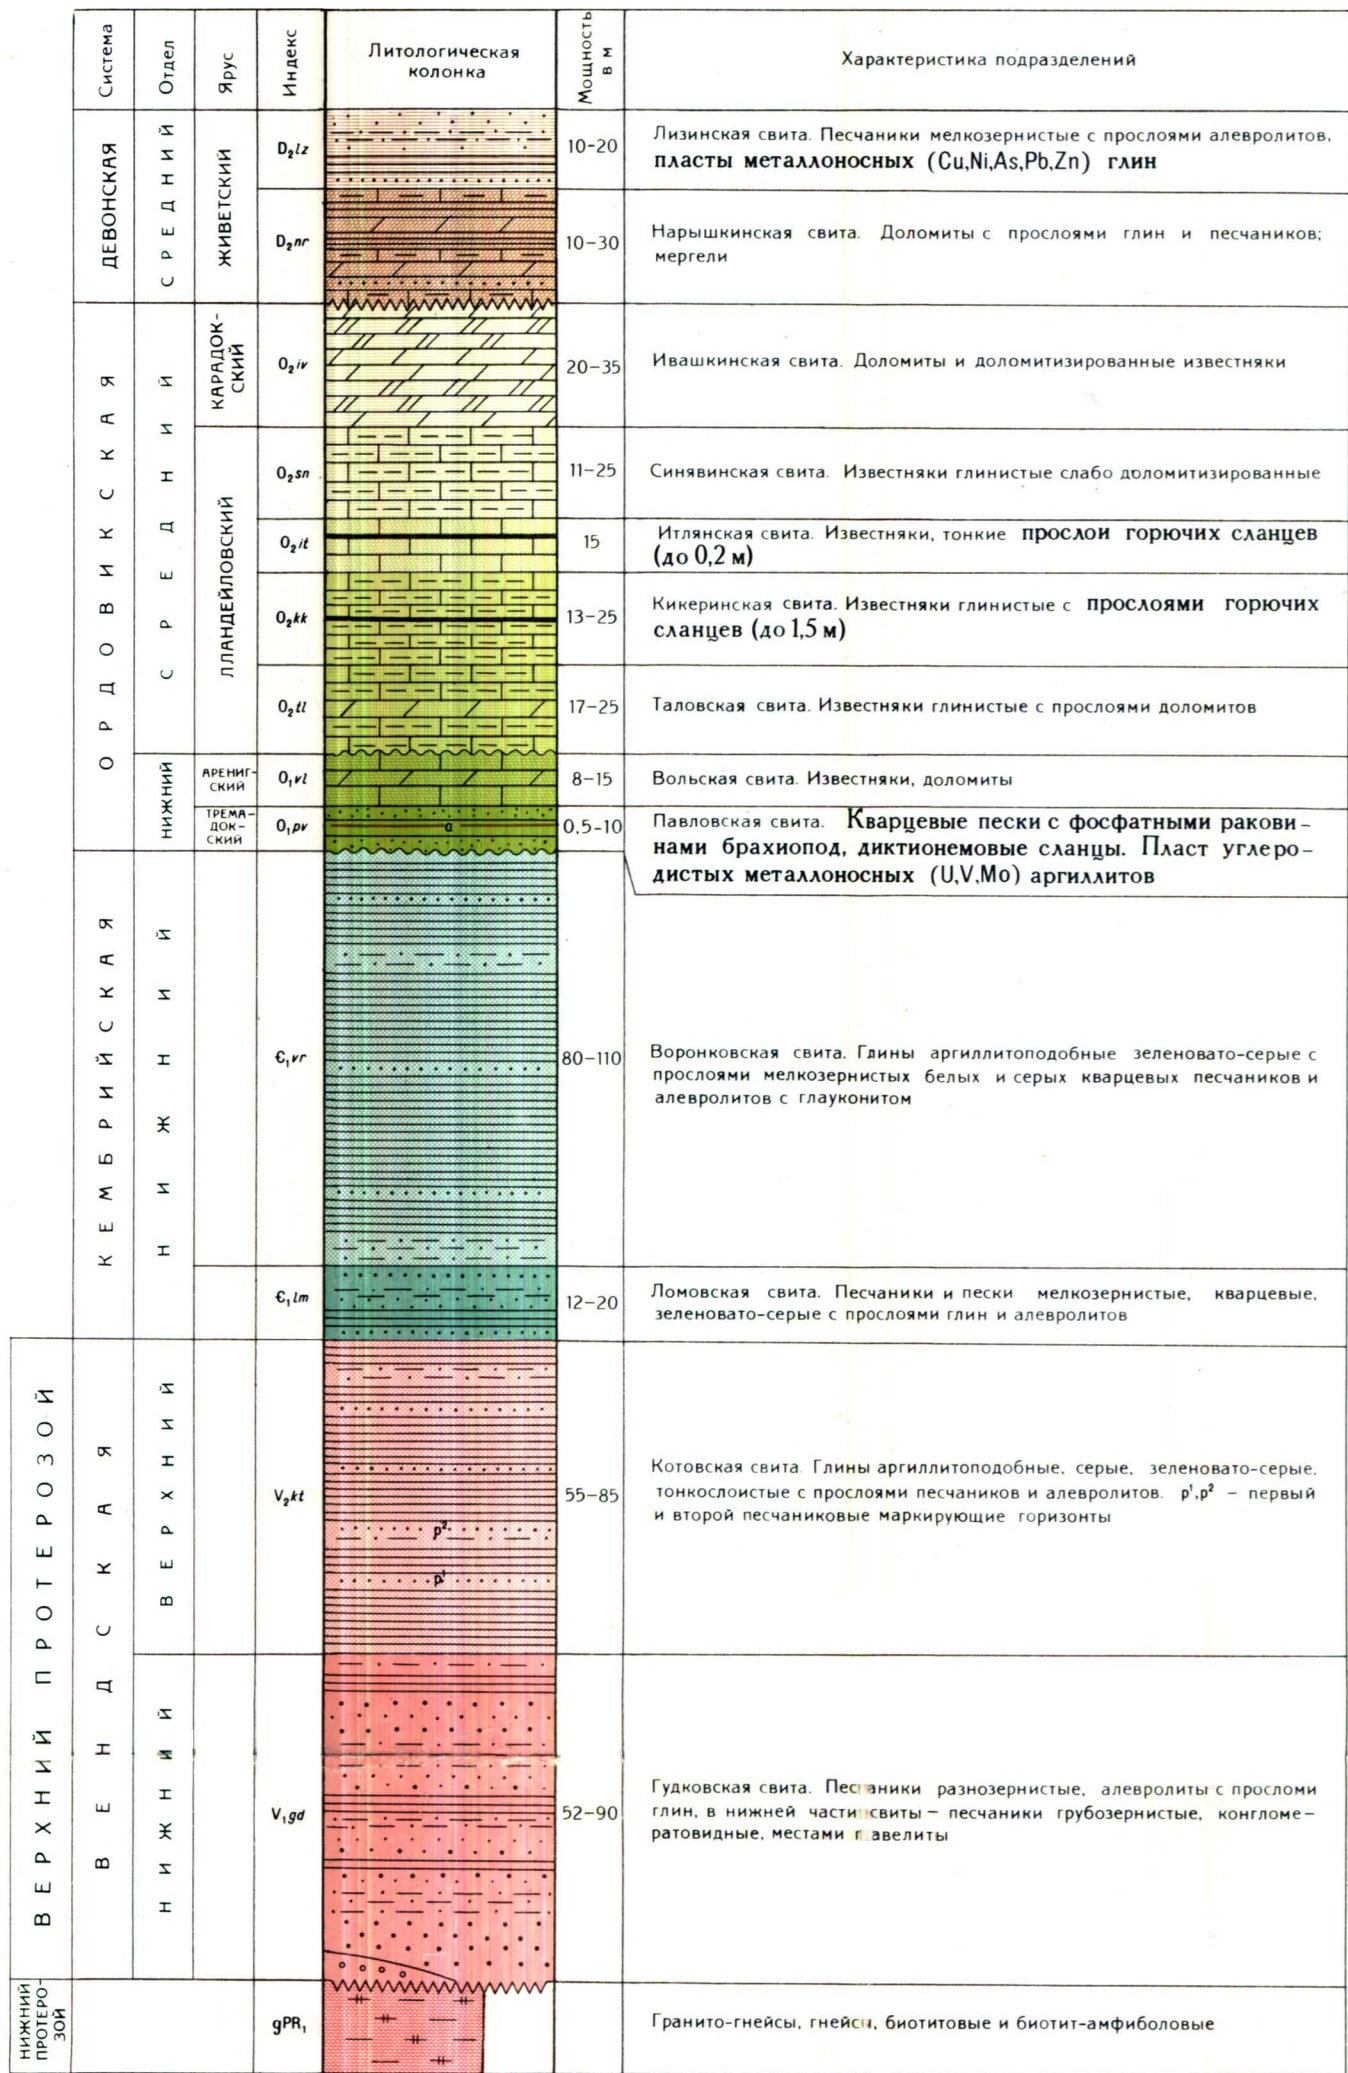 Система
Отдел
Ярус
Индекс
Литологическая
колонка
Мощность
в м
Характеристика подразделений
ДЕВОНСКАЯ
СРЕДНИЙ
ЖИВЕТСКИЙ
D₂lz
10-20
Лизинская свита. Песчаники мелкозернистые с прослоями алевролитов,
пласты металлоносных (Cu,Ni,As,Pb,Zn) глин
D₂nr
10-30
Нарышкинская свита. Доломиты с прослоями глин и песчаников;
мергели
ОРДОВИКСКАЯ
СРЕДНИЙ
КАРАДОК-
СКИЙ
O₂iv
20-35
Ивашкинская свита. Доломиты и доломитизированные известняки
ЛЛАНДЕЙЛОВСКИЙ
O₂sn
11-25
Синявинская свита. Известняки глинистые слабо доломитизированные
O₂it
15
Итлянская свита. Известняки, тонкие прослои горючих сланцев
(до 0,2 м)
O₂kk
13-25
Кикеринская свита. Известняки глинистые с прослоями горючих
сланцев (до 1,5 м)
O₂tl
17-25
Таловская свита. Известняки глинистые с прослоями доломитов
НИЖНИЙ
АРЕНИГ-
СКИЙ
O₁vl
8-15
Вольская свита. Известняки, доломиты
ТРЕМА-
ДОК-
СКИЙ
O₁pv
a
0,5-10
Павловская свита. Кварцевые пески с фосфатными ракови-
нами брахиопод, диктионемовые сланцы. Пласт углеро-
дистых металлоносных (U,V,Mo) аргиллитов
КЕМБРИЙСКАЯ
НИЖНИЙ
Є₁vr
80-110
Воронковская свита. Глины аргиллитоподобные зеленовато-серые с
прослоями мелкозернистых белых и серых кварцевых песчаников и
алевролитов с глауконитом
Є₁lm
12-20
Ломовская свита. Песчаники и пески мелкозернистые, кварцевые,
зеленовато-серые с прослоями глин и алевролитов
ВЕРХНИЙ ПРОТЕРОЗОЙ
ВЕНДСКАЯ
ВЕРХНИЙ
V₂kt
p²
p¹
55-85
Котовская свита. Глины аргиллитоподобные, серые, зеленовато-серые,
тонкослоистые с прослоями песчаников и алевролитов. p¹,p² – первый
и второй песчаниковые маркирующие горизонты
НИЖНИЙ
V₁gd
52-90
Гудковская свита. Песчаники разнозернистые, алевролиты с просломи
глин, в нижней части свиты – песчаники грубозернистые, конгломе-
ратовидные, местами гравелиты
НИЖНИЙ
ПРОТЕРО-
ЗОЙ
gPR₁
Гранито-гнейсы, гнейсы, биотитовые и биотит-амфиболовые